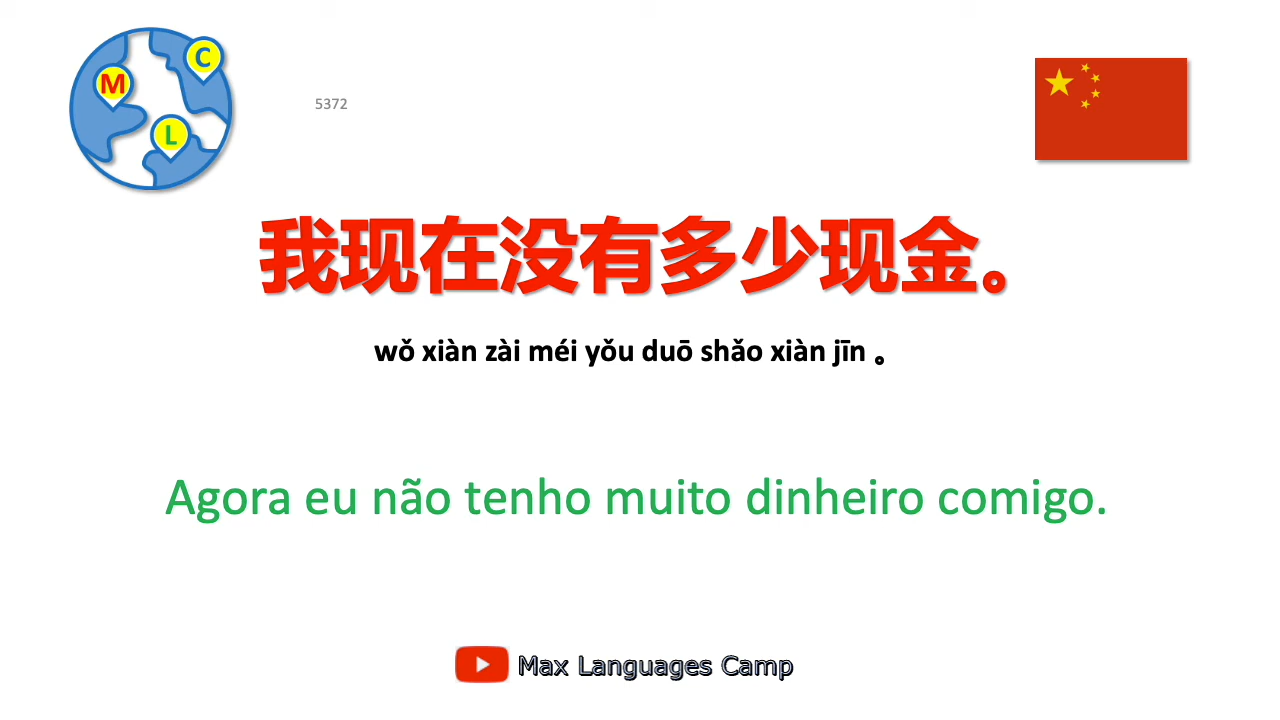 M
C
L
5372
我现在没有多少现金。
wǒ xiàn zài méi yǒu duō shǎo xiàn jīn 。
Agora eu não tenho muito dinheiro comigo.
Max Languages Camp